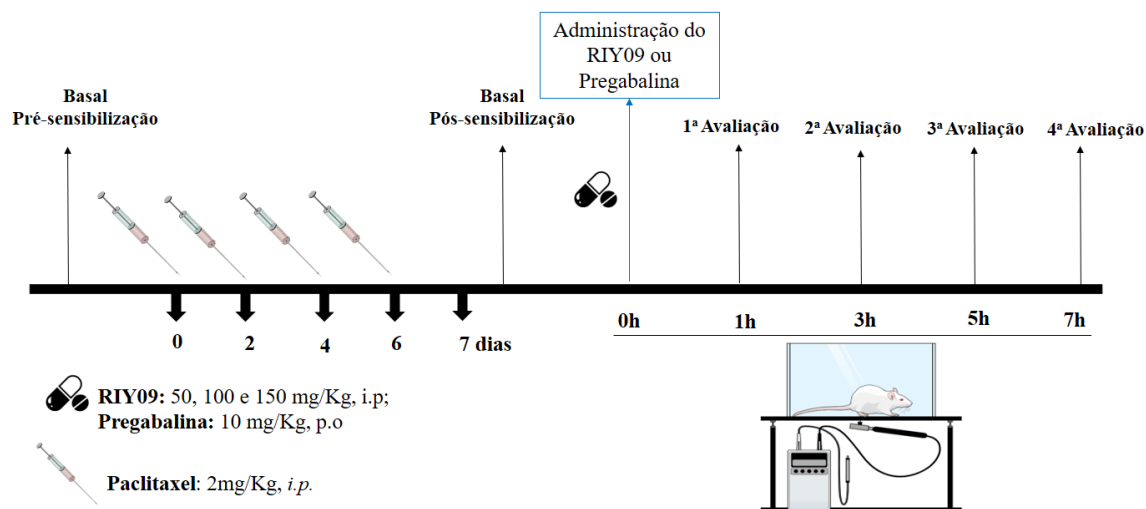 Administração do
RIY09 ou
Pregabalina
Basal
Pré-sensibilização
Basal
Pós-sensibilização
1ª Avaliação
2ª Avaliação
3ª Avaliação
4ª Avaliação
0
2
4
6
7 dias
0h
1h
3h
5h
7h
RIY09: 50, 100 e 150 mg/Kg, i.p;
Pregabalina: 10 mg/Kg, p.o
Paclitaxel: 2mg/Kg, i.p.